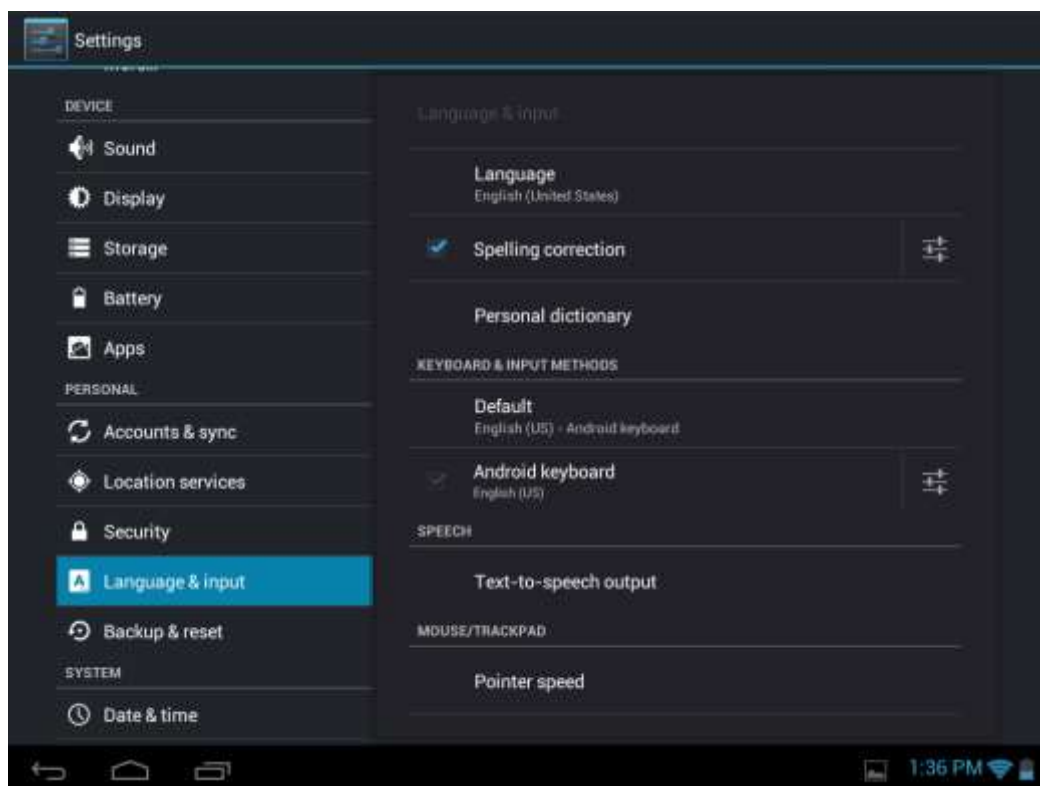 Settings
DEVICE
Sound
Display
Storage
Battery
Apps
PERSONAL
Accounts & sync
Location services
Security
Language & input
Backup & reset
SYSTEM
Date & time
Language & input
Language
English (United States)
Spelling correction
Personal dictionary
KEYBOARD & INPUT METHODS
Default
English (US) - Android keyboard
Android keyboard
English (US)
SPEECH
Text-to-speech output
MOUSE/TRACKPAD
Pointer speed
1:36 PM